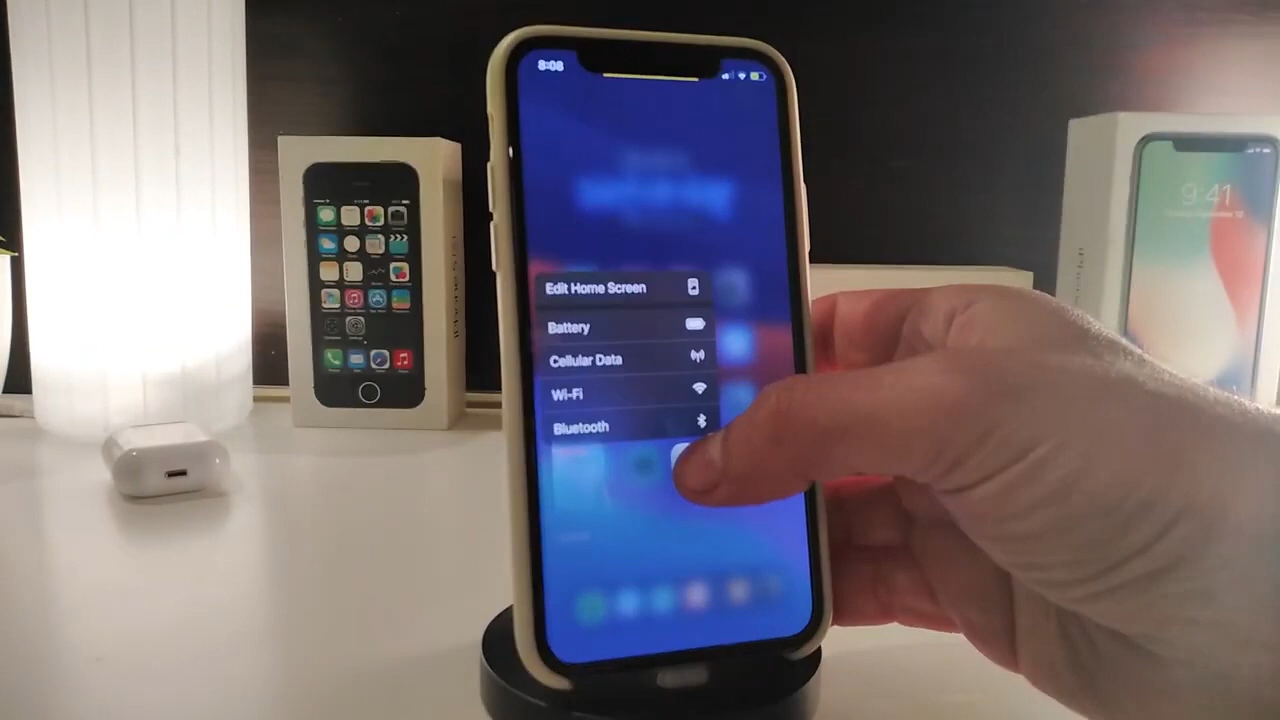 8:08
Edit Home Screen
Battery
Cellular Data
Wi-Fi
Bluetooth
9:41